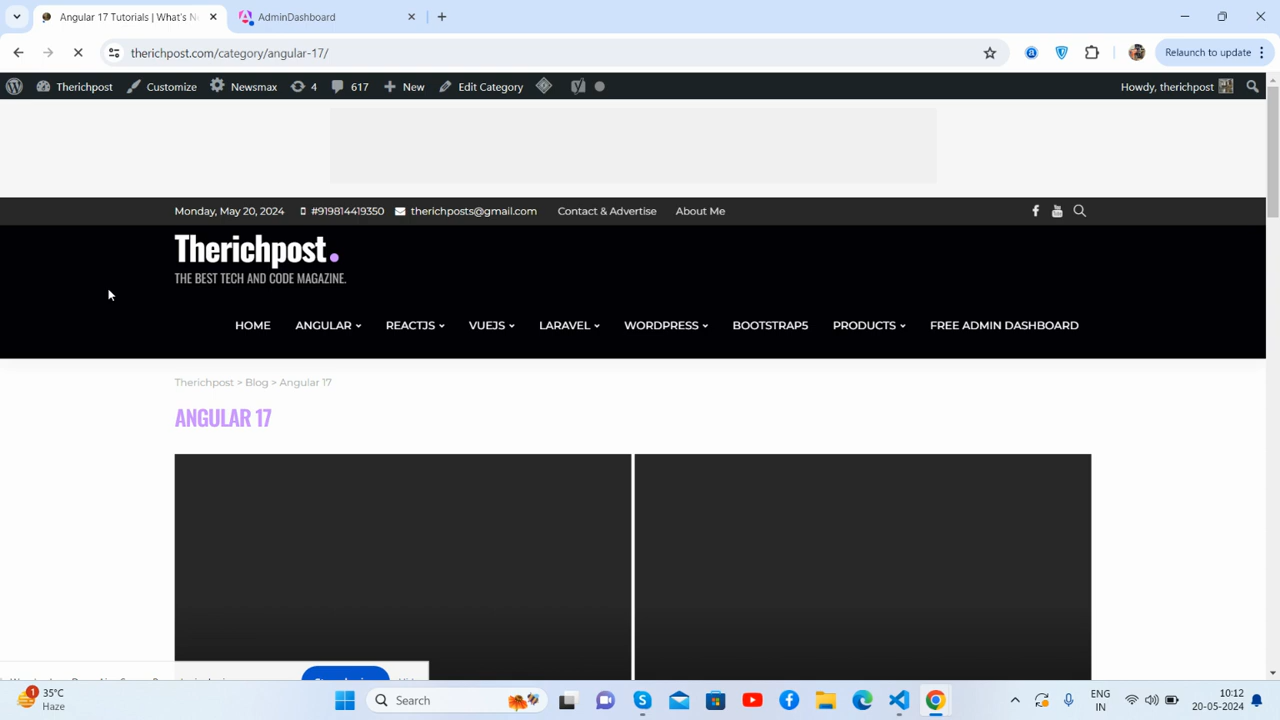 Angular 17 Tutorials | What's N
AdminDashboard
therichpost.com/category/angular-17/
Relaunch to update
Therichpost
Customize
Newsmax
4
617
New
Edit Category
Howdy, therichpost
Monday, May 20, 2024
#919814419350
therichposts@gmail.com
Contact & Advertise
About Me
Therichpost.
THE BEST TECH AND CODE MAGAZINE.
HOME
ANGULAR
REACTJS
VUEJS
LARAVEL
WORDPRESS
BOOTSTRAP5
PRODUCTS
FREE ADMIN DASHBOARD
Therichpost > Blog > Angular 17
ANGULAR 17
1
35°C
Haze
Search
ENG
IN
10:12
20-05-2024